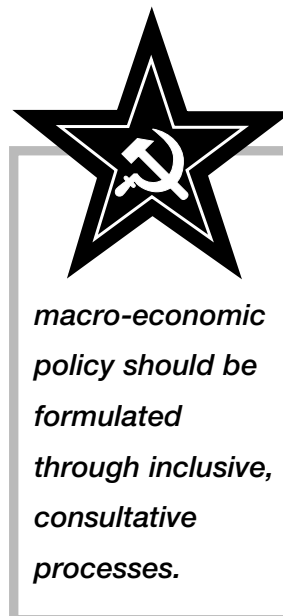 macro-economic
policy should be
formulated
through inclusive,
consultative
processes.